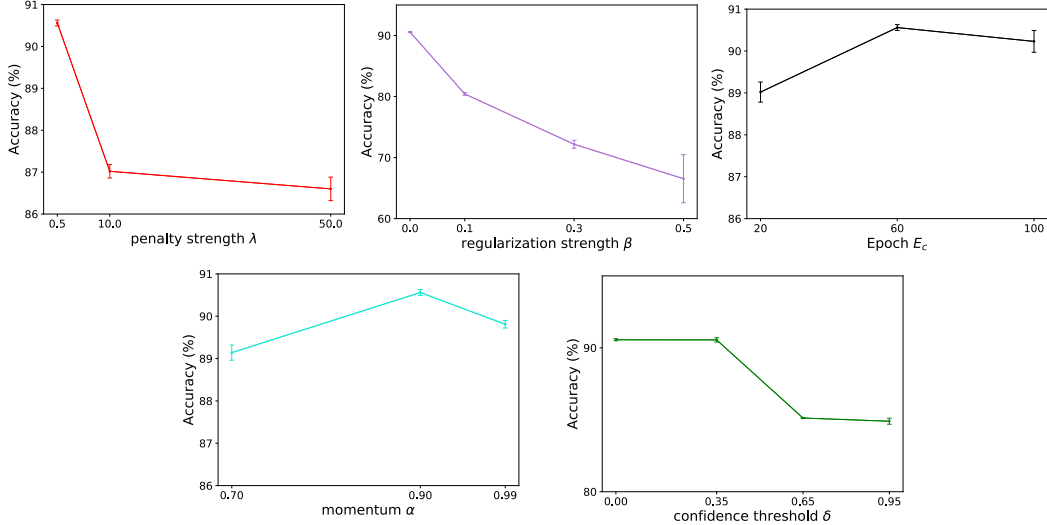 91
90
89
88
87
86
Accuracy (%)
0.5 10.0 50.0
penalty strength λ
90
80
70
60
Accuracy (%)
0.0 0.1 0.3 0.5
regularization strength β
91
90
89
88
87
86
Accuracy (%)
20 60 100
Epoch E_c
91
90
89
88
87
86
Accuracy (%)
0.70 0.90 0.99
momentum α
90
80
Accuracy (%)
0.00 0.35 0.65 0.95
confidence threshold δ